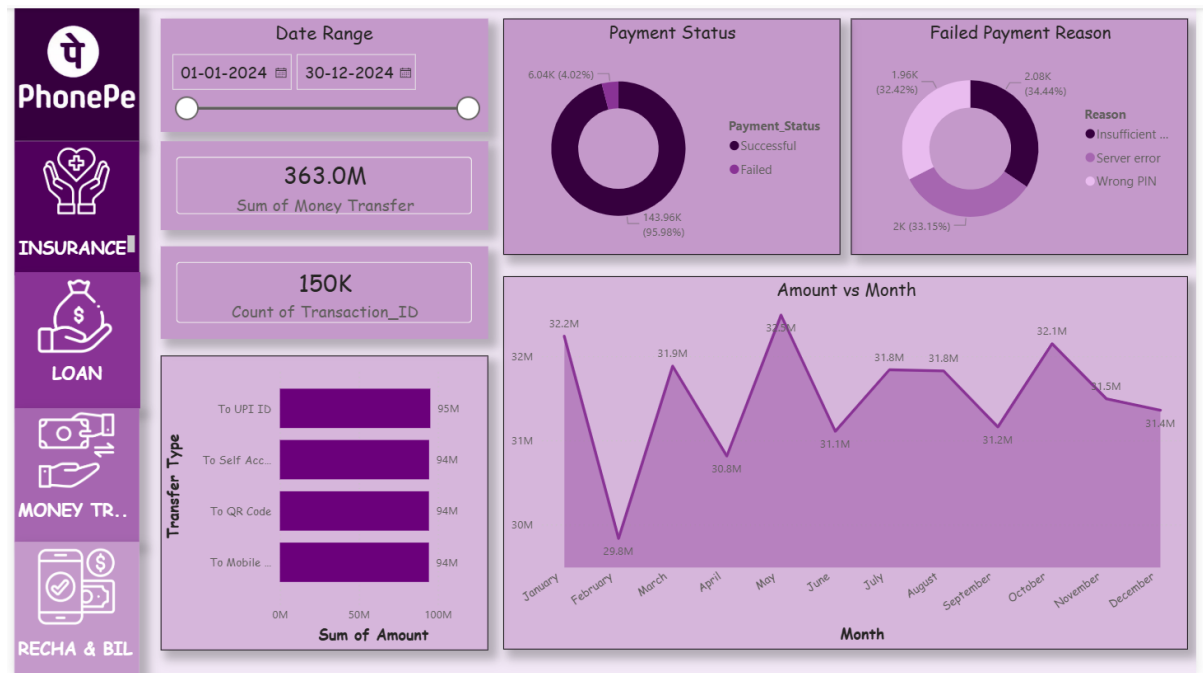 पे
PhonePe
INSURANCE
LOAN
MONEY TR..
RECHA & BIL
Date Range
01-01-2024
30-12-2024
363.0M
Sum of Money Transfer
150K
Count of Transaction_ID
Transfer Type
To UPI ID
95M
To Self Acc...
94M
To QR Code
94M
To Mobile ...
94M
0M
50M
100M
Sum of Amount
Payment Status
6.04K (4.02%)
143.96K
(95.98%)
Payment_Status
Successful
Failed
Failed Payment Reason
1.96K
(32.42%)
2.08K
(34.44%)
2K (33.15%)
Reason
Insufficient ...
Server error
Wrong PIN
Amount vs Month
32M
31M
30M
32.2M
29.8M
31.9M
30.8M
32.5M
31.1M
31.8M
31.8M
31.2M
32.1M
31.5M
31.4M
January
February
March
April
May
June
July
August
September
October
November
December
Month